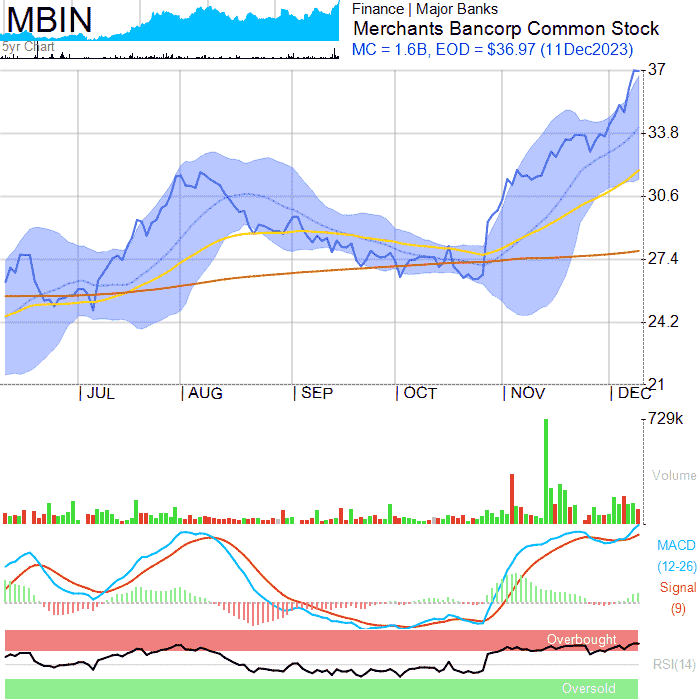 MBIN
5yr Chart
Finance | Major Banks
Merchants Bancorp Common Stock
MC = 1.6B, EOD = $36.97 (11Dec2023)
37
33.8
30.6
27.4
24.2
21
| JUL | AUG | SEP | OCT | NOV | DEC
729k
Volume
MACD
(12-26)
Signal
(9)
Overbought
RSI(14)
Oversold